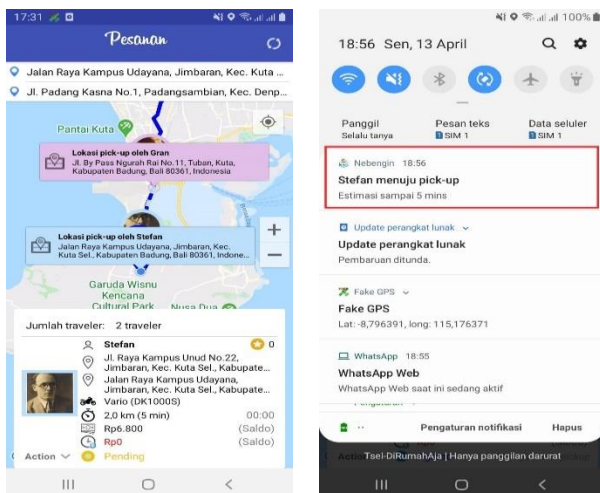 17:31
Pesanan
Jalan Raya Kampus Udayana, Jimbaran, Kec. Kuta ...
Jl. Padang Kasna No.1, Padangsambian, Kec. Denp...
Pantai Kuta
Lokasi pick-up oleh Gran
Jl. By Pass Ngurah Rai No.11, Tuban, Kuta,
Kabupaten Badung, Bali 80361, Indonesia
Lokasi pick-up oleh Stefan
Jalan Raya Kampus Udayana, Jimbaran, Kec.
Kuta Sel., Kabupaten Badung, Bali 80361, Indone...
+
−
Garuda Wisnu
Kencana
Cultural Park
Nusa Dua
Jumlah traveler: 2 traveler
Stefan 0
Jl. Raya Kampus Unud No.22,
Jimbaran, Kec. Kuta Sel., Kabupate...
Jalan Raya Kampus Udayana,
Jimbaran, Kec. Kuta Sel., Kabupate...
Vario (DK1000S)
2,0 km (5 min) 00:00
Rp6.800 (Saldo)
Rp0 (Saldo)
Action Pending
100%
18:56 Sen, 13 April
Panggil Pesan teks Data seluler
Selalu tanya SIM 1 SIM 1
Nebengin 18:56
Stefan menuju pick-up
Estimasi sampai 5 mins
Update perangkat lunak
Update perangkat lunak
Pembaruan ditunda.
Fake GPS
Fake GPS
Lat: -8,796391, long: 115,176371
WhatsApp 18:55
WhatsApp Web
WhatsApp Web saat ini sedang aktif
Pengaturan notifikasi Hapus
Tsel-DiRumahAja | Hanya panggilan darurat